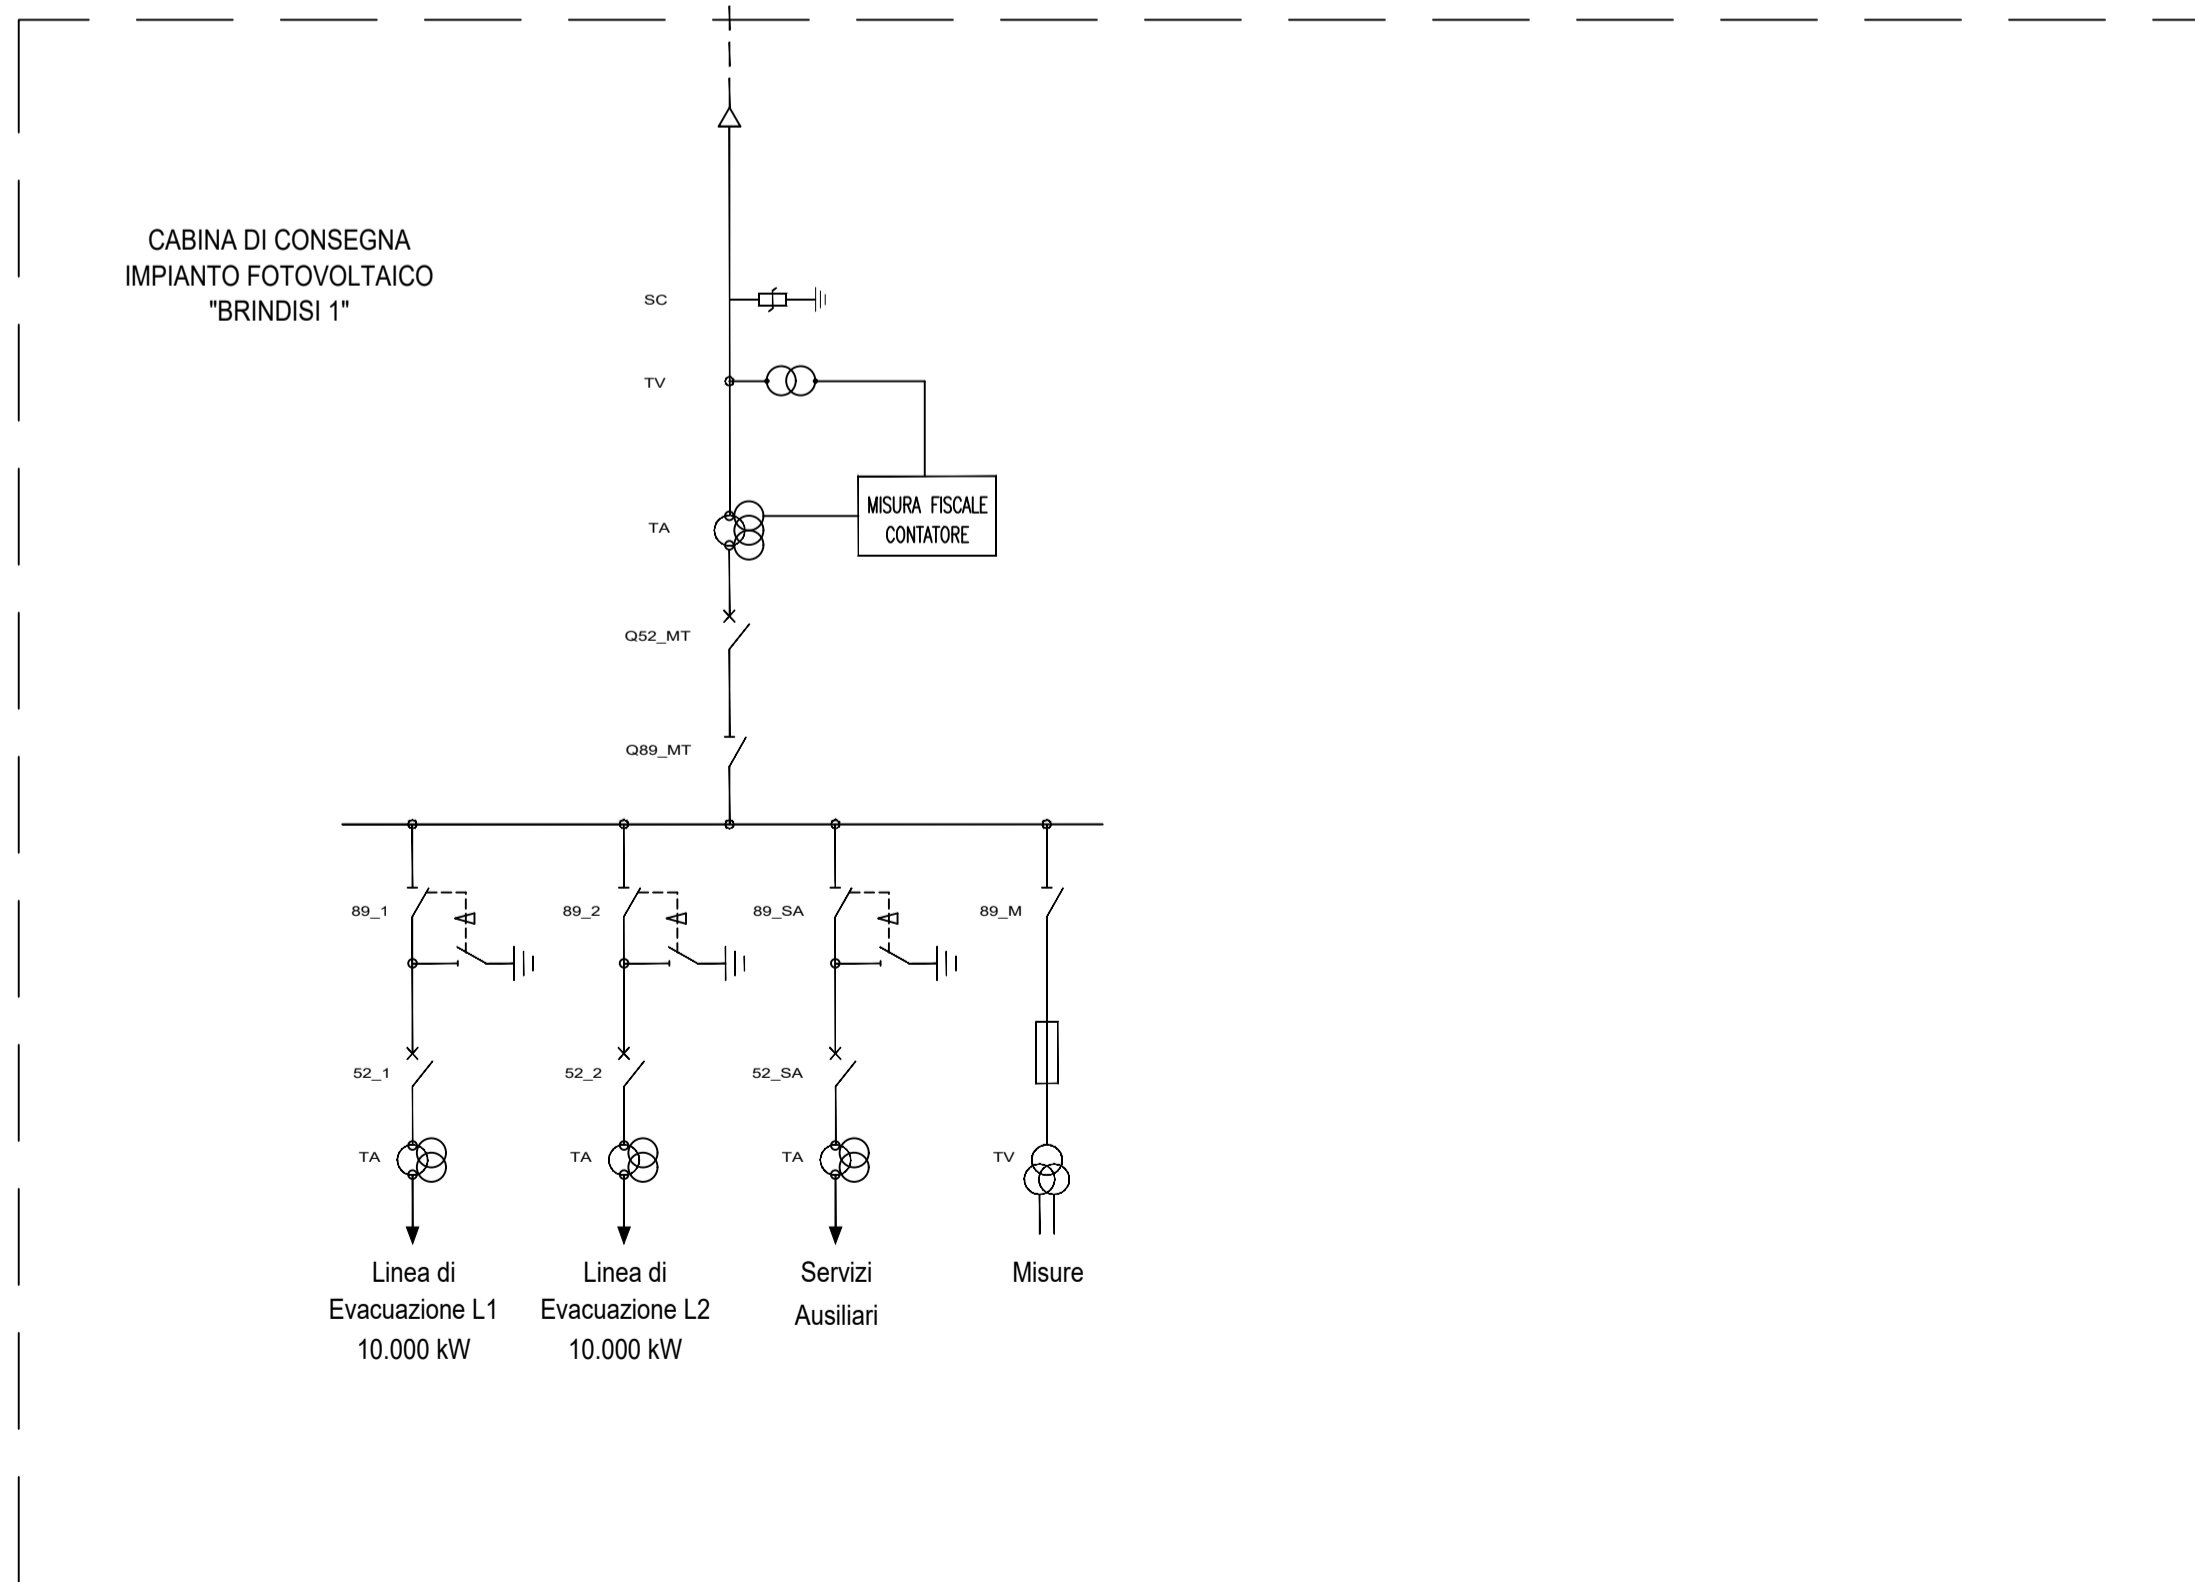 CABINA DI CONSEGNA
IMPIANTO FOTOVOLTAICO
"BRINDISI 1"
SC
TV
MISURA FISCALE
CONTATORE
TA
Q52_MT
Q89_MT
89_1
89_2
89_SA
89_M
52_1
52_2
52_SA
TA
TA
TA
TV
Linea di
Evacuazione L1
10.000 kW
Linea di
Evacuazione L2
10.000 kW
Servizi
Ausiliari
Misure